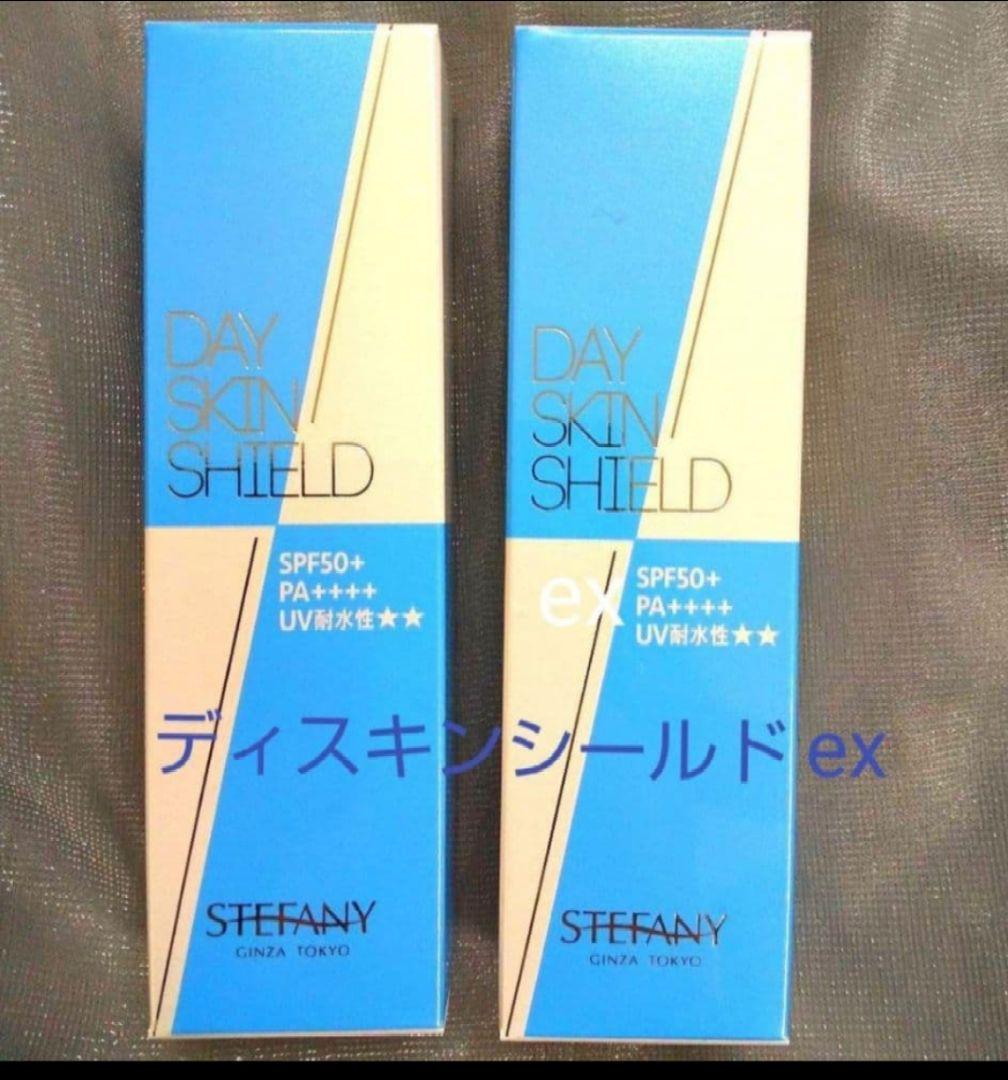 DAY
SKIN
SHIELD
SPF50+
PA++++
UV耐水性★★
STEFANY
GINZA TOKYO
DAY
SKIN
SHIELD
ex
SPF50+
PA++++
UV耐水性★★
STEFANY
GINZA TOKYO
ディスキンシールドex